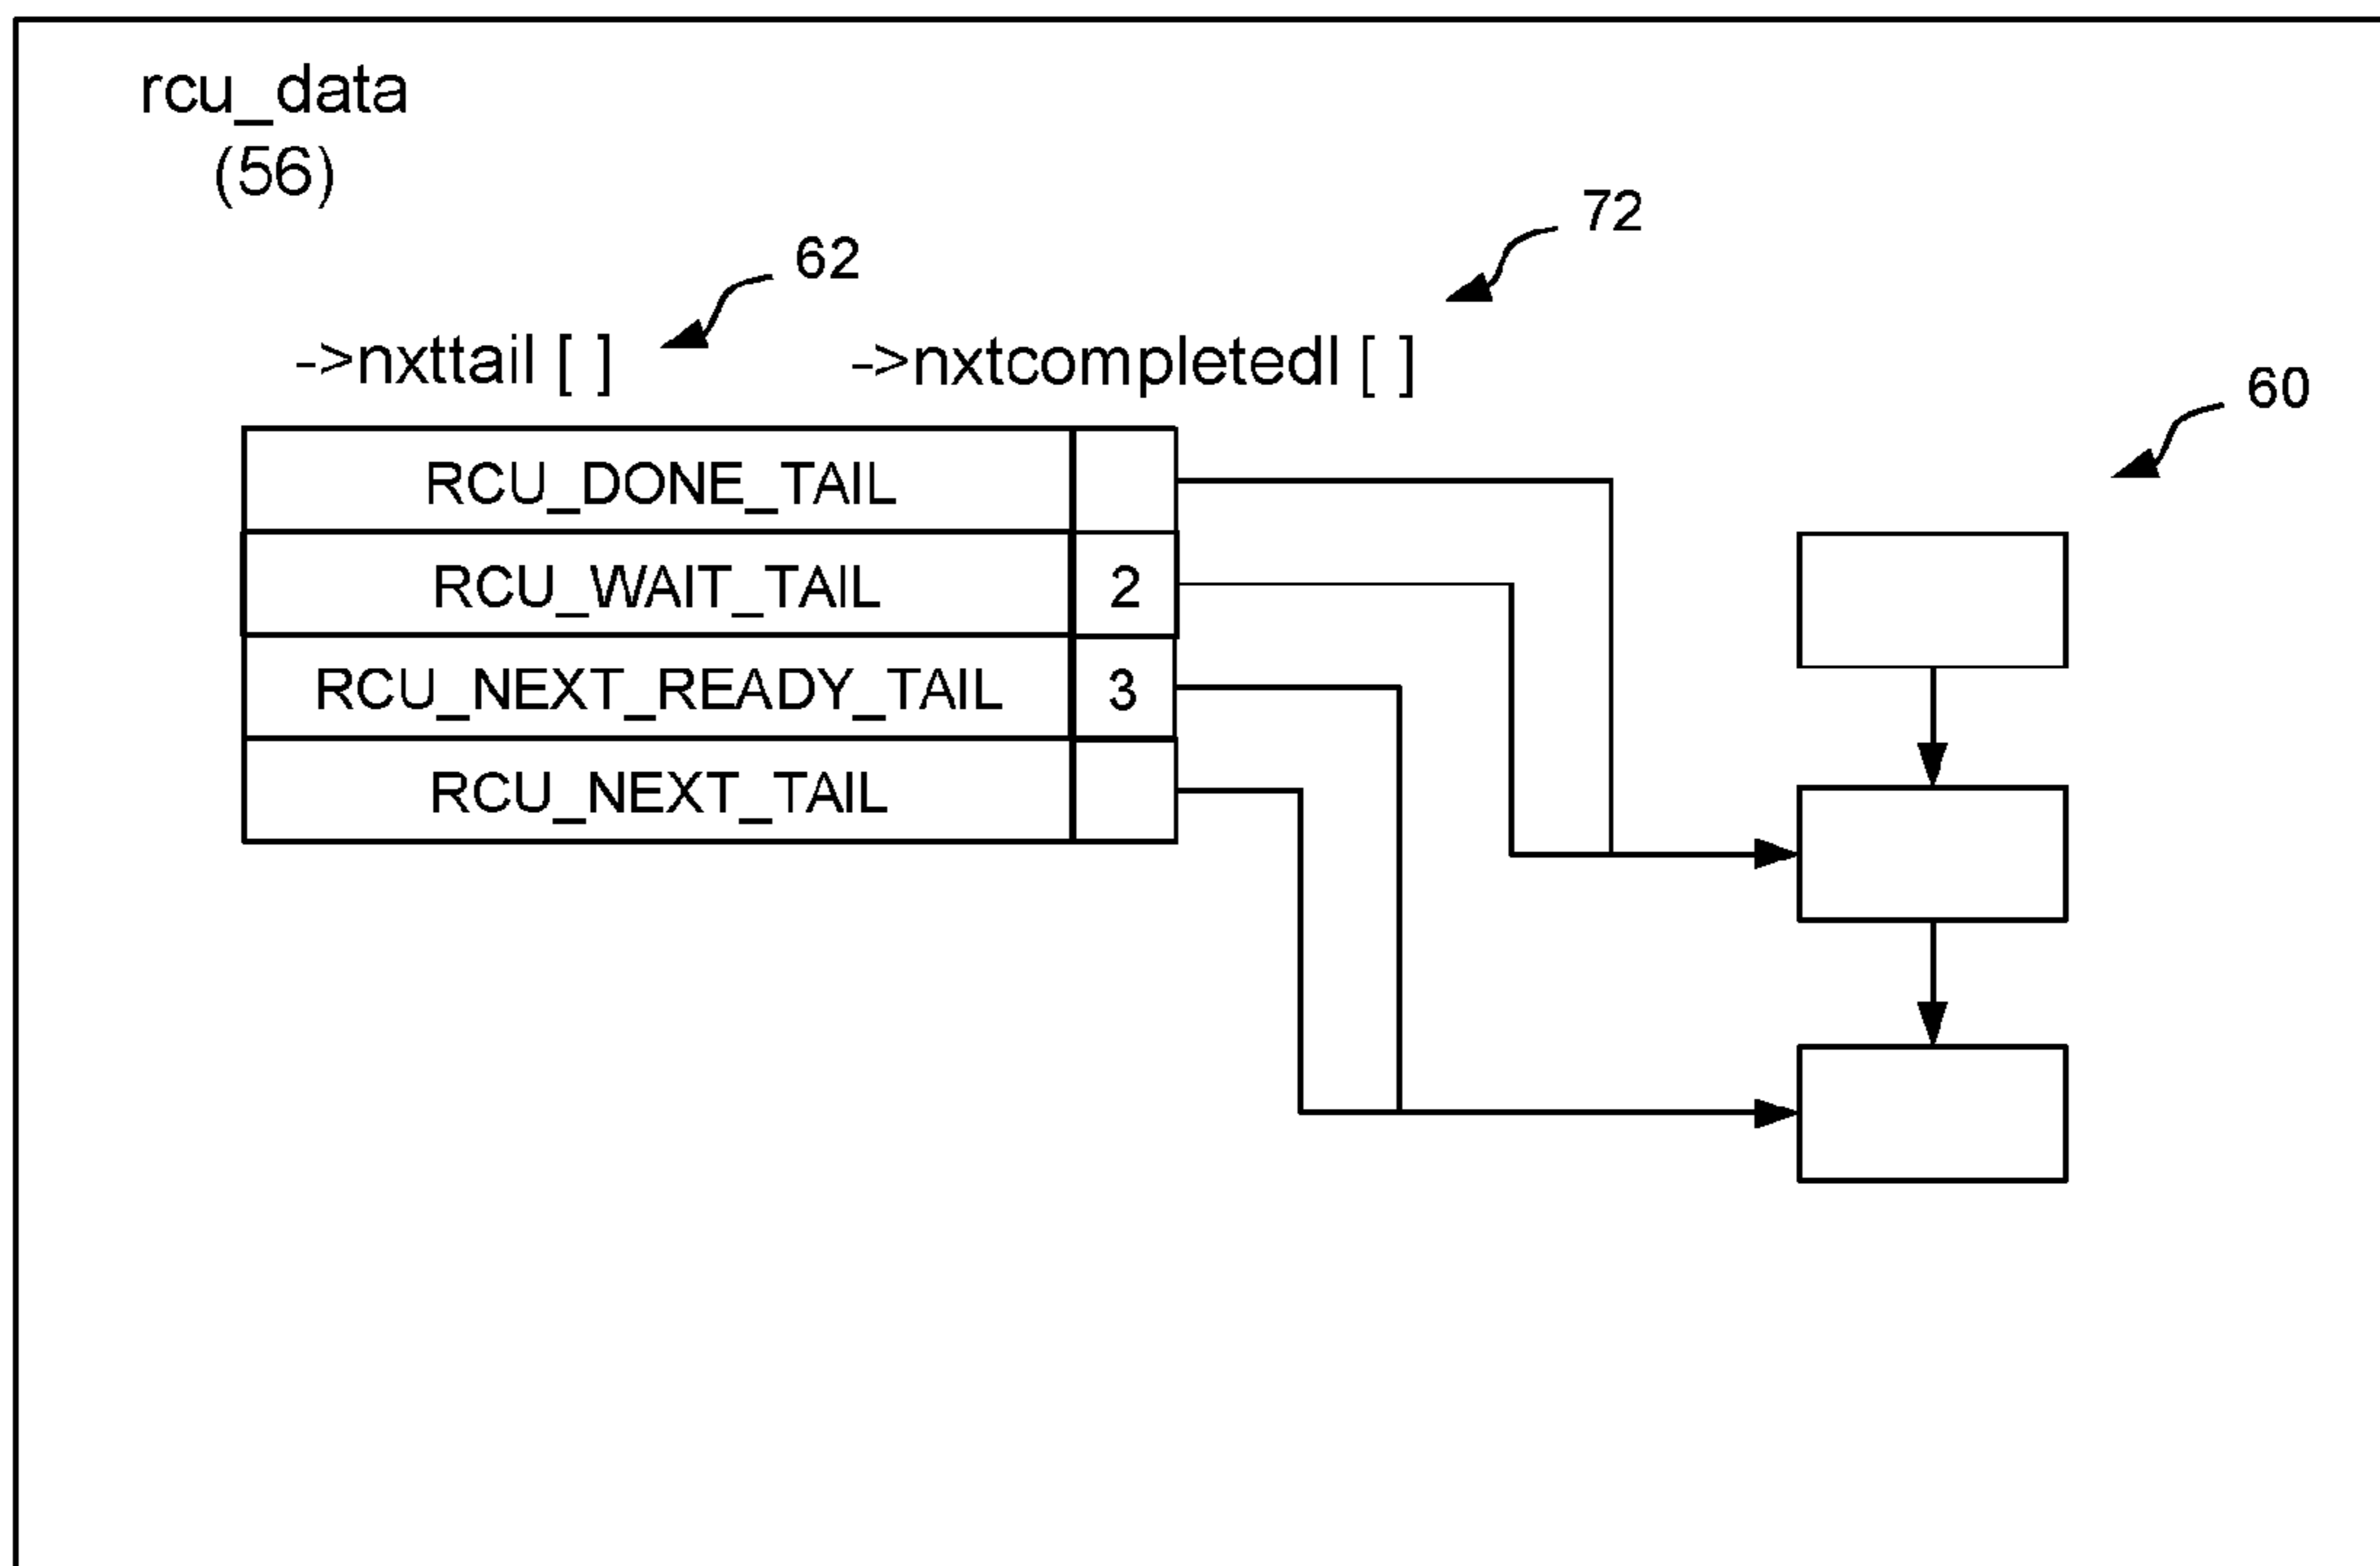 rcu_data
(56)
72
62
->nxttail [ ] ->nxtcompletedl [ ]
60
RCU_DONE_TAIL
RCU_WAIT_TAIL 2
RCU_NEXT_READY_TAIL 3
RCU_NEXT_TAIL